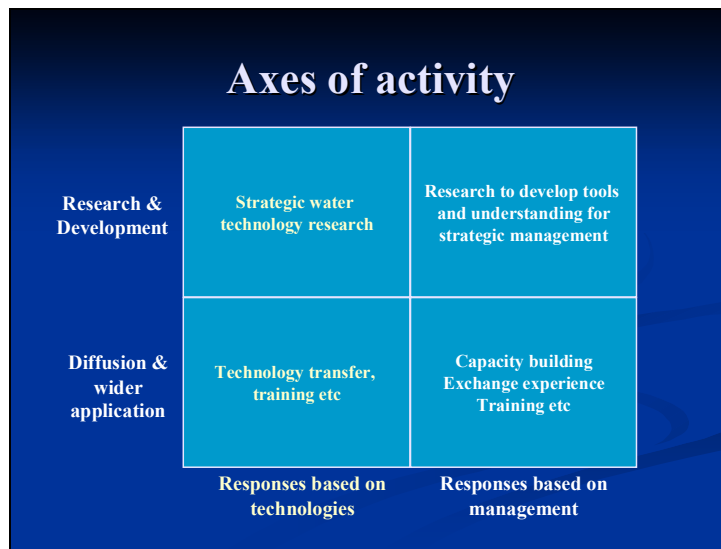 Axes of activity
Research &
Development
Strategic water
technology research
Research to develop tools
and understanding for
strategic management
Diffusion &
wider
application
Technology transfer,
training etc
Capacity building
Exchange experience
Training etc
Responses based on
technologies
Responses based on
management